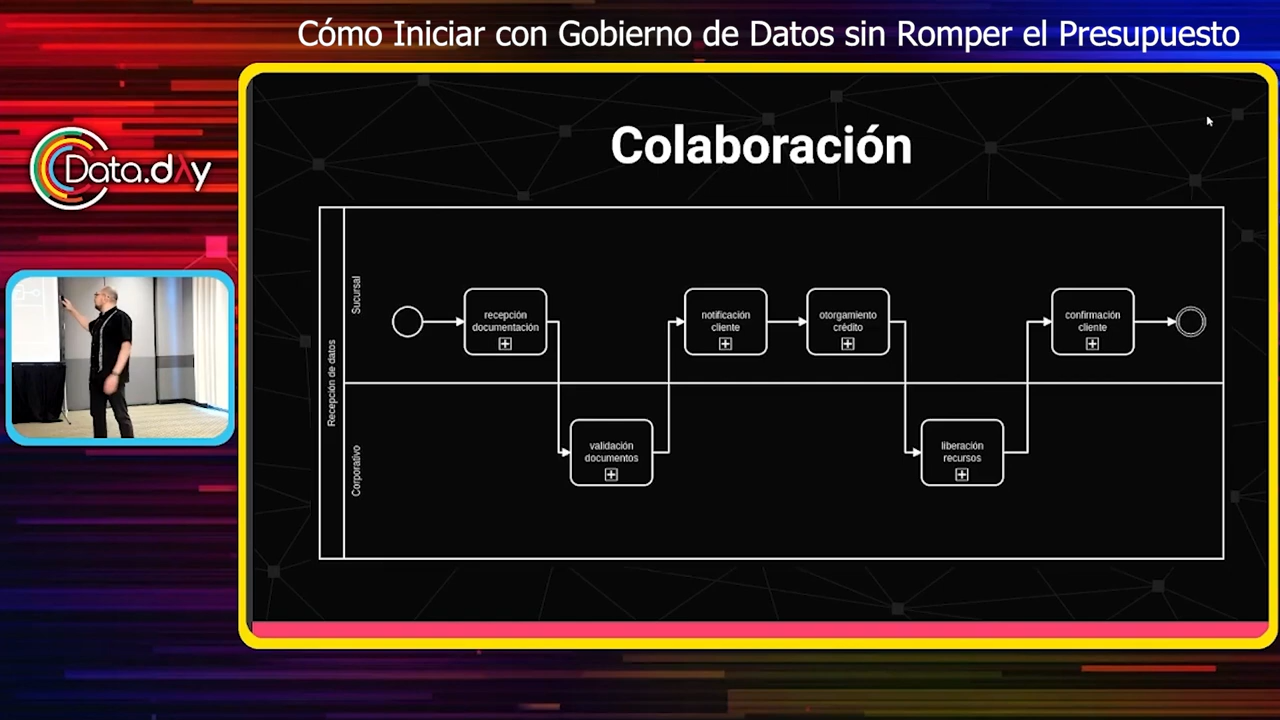 Cómo Iniciar con Gobierno de Datos sin Romper el Presupuesto
Data.dAy
Colaboración
Recepción de datos
Sucursal
recepción
documentación
notificación
cliente
otorgamiento
crédito
confirmación
cliente
Corporativo
validación
documentos
liberación
recursos